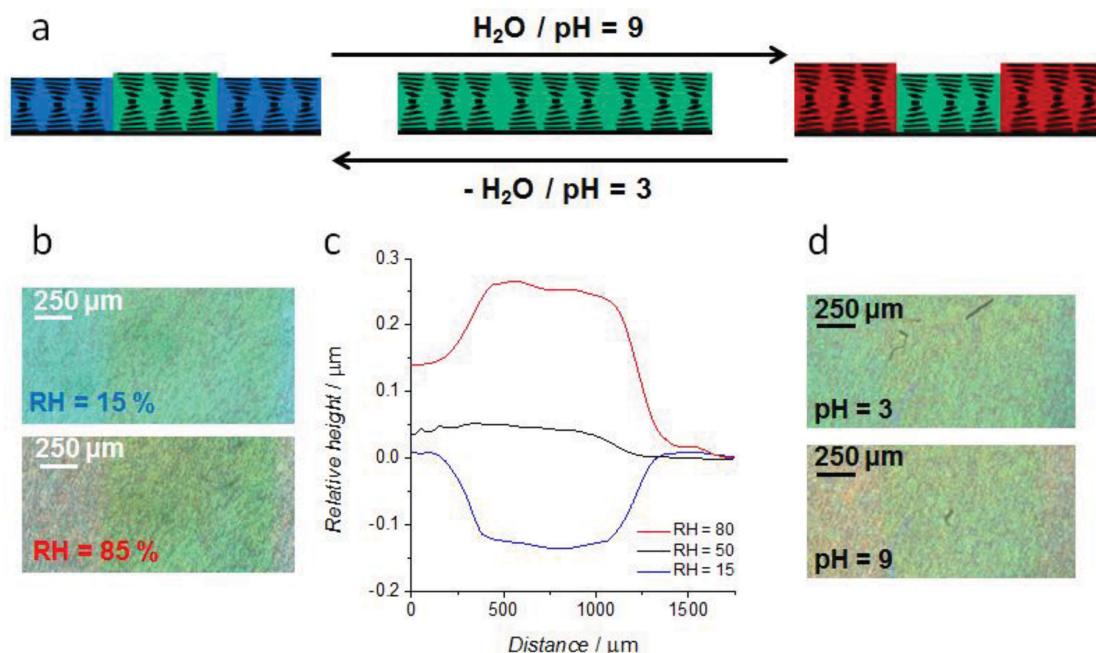 a
H₂O / pH = 9
- H₂O / pH = 3
b
250 µm
RH = 15 %
250 µm
RH = 85 %
c
Relative height / µm
0.3
0.2
0.1
0.0
-0.1
-0.2
RH = 80
RH = 50
RH = 15
0 500 1000 1500
Distance / µm
d
250 µm
pH = 3
250 µm
pH = 9